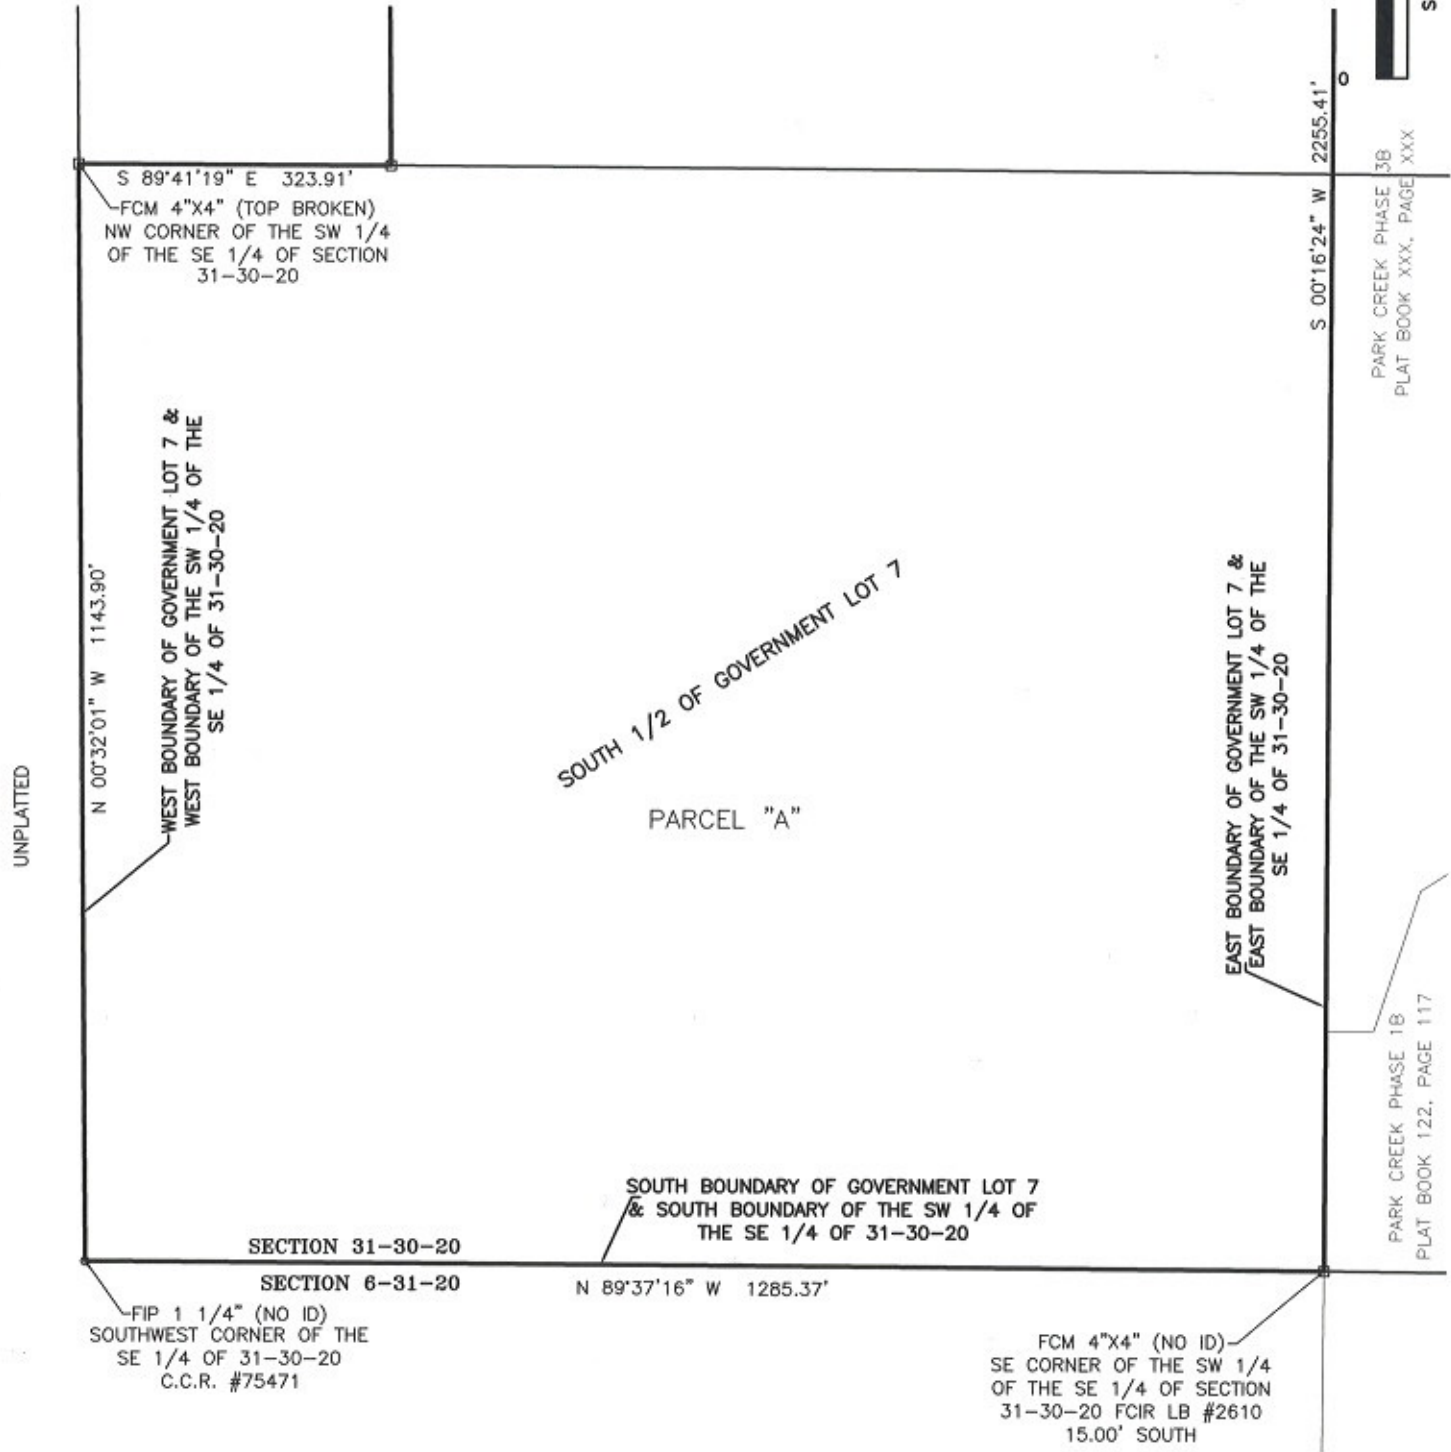 S
0
S 00°16'24" W 2255.41'
PARK CREEK PHASE 3B
PLAT BOOK XXX, PAGE XXX
S 89°41'19" E 323.91'
FCM 4"X4" (TOP BROKEN)
NW CORNER OF THE SW 1/4
OF THE SE 1/4 OF SECTION
31-30-20
WEST BOUNDARY OF GOVERNMENT LOT 7 &
WEST BOUNDARY OF THE SW 1/4 OF THE
SE 1/4 OF 31-30-20
N 00°32'01" W 1143.90'
UNPLATTED
SOUTH 1/2 OF GOVERNMENT LOT 7
PARCEL "A"
EAST BOUNDARY OF GOVERNMENT LOT 7 &
EAST BOUNDARY OF THE SW 1/4 OF THE
SE 1/4 OF 31-30-20
PARK CREEK PHASE 1B
PLAT BOOK 122, PAGE 117
SOUTH BOUNDARY OF GOVERNMENT LOT 7
& SOUTH BOUNDARY OF THE SW 1/4 OF
THE SE 1/4 OF 31-30-20
SECTION 31-30-20
SECTION 6-31-20
N 89°37'16" W 1285.37'
FIP 1 1/4" (NO ID)
SOUTHWEST CORNER OF THE
SE 1/4 OF 31-30-20
C.C.R. #75471
FCM 4"X4" (NO ID)
SE CORNER OF THE SW 1/4
OF THE SE 1/4 OF SECTION
31-30-20 FCIR LB #2610
15.00' SOUTH